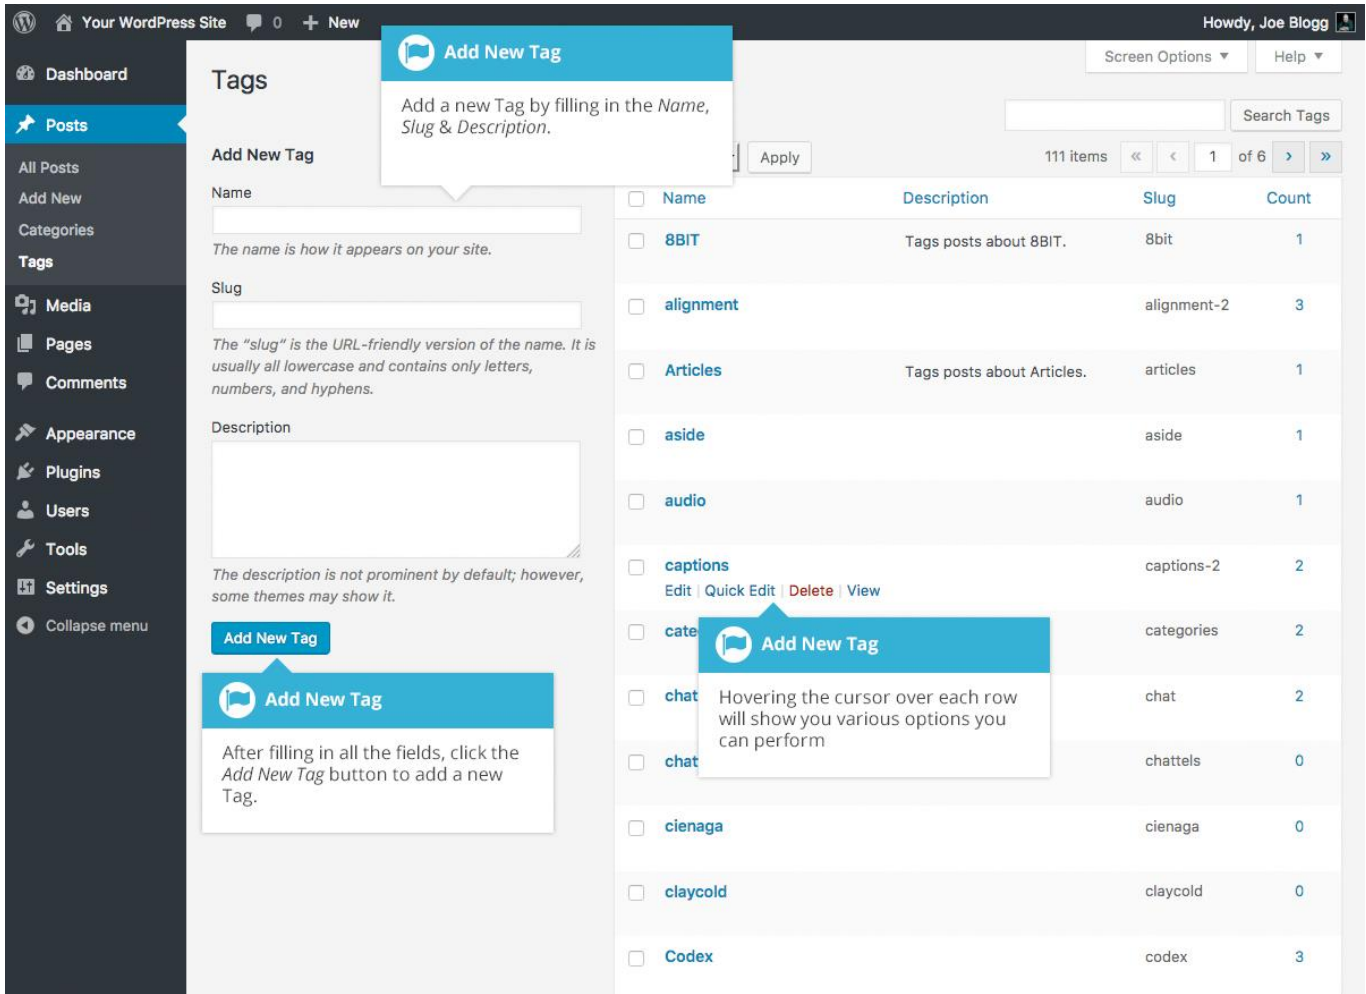 Your WordPress Site 0 + New Howdy, Joe Blogg
Screen Options Help
Dashboard
Posts
All Posts
Add New
Categories
Tags
Media
Pages
Comments
Appearance
Plugins
Users
Tools
Settings
Collapse menu
Tags
Add New Tag
Add a new Tag by filling in the Name,
Slug & Description.
Search Tags
Apply
111 items « ‹ 1 of 6 › »
Add New Tag
Name
The name is how it appears on your site.
Slug
The “slug” is the URL-friendly version of the name. It is
usually all lowercase and contains only letters,
numbers, and hyphens.
Description
The description is not prominent by default; however,
some themes may show it.
Add New Tag
Add New Tag
After filling in all the fields, click the
Add New Tag button to add a new
Tag.
Name Description Slug Count
8BIT Tags posts about 8BIT. 8bit 1
alignment alignment-2 3
Articles Tags posts about Articles. articles 1
aside aside 1
audio audio 1
captions captions-2 2
Edit | Quick Edit | Delete | View
categories 2
chat chat 2
chattels 0
Add New Tag
Hovering the cursor over each row
will show you various options you
can perform
cienaga cienaga 0
claycold claycold 0
Codex codex 3